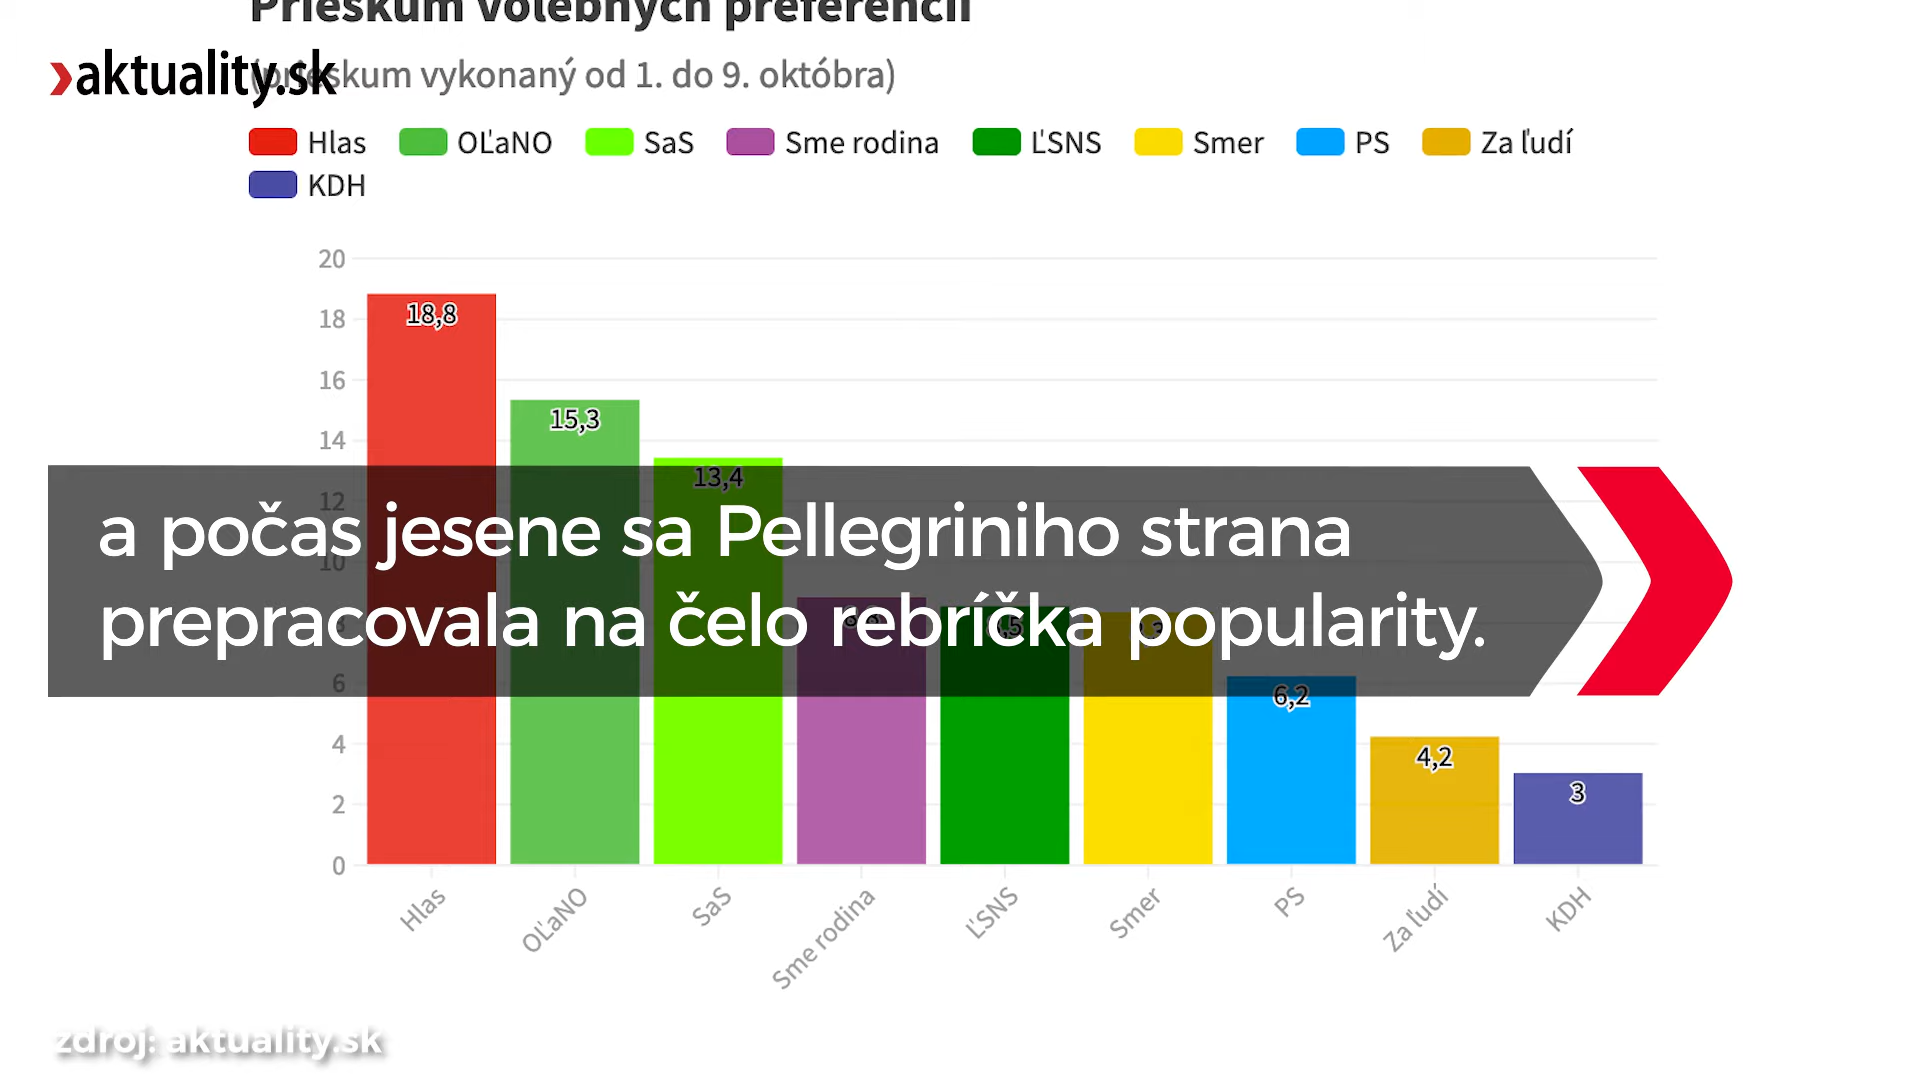 Prieskum volebných preferencií
aktuality.sk
(prieskum vykonaný od 1. do 9. októbra)
Hlas OĽaNO SaS Sme rodina ĽSNS Smer PS Za ľudí
KDH
20
18,8
18
16
15,3
14
13,4
12
a počas jesene sa Pellegriniho strana
10
prepracovala na čelo rebríčka popularity.
6
6,2
4
4,2
3
2
0
Hlas OĽaNO SaS Sme rodina ĽSNS Smer PS Za ľudí KDH
zdroj: aktuality.sk